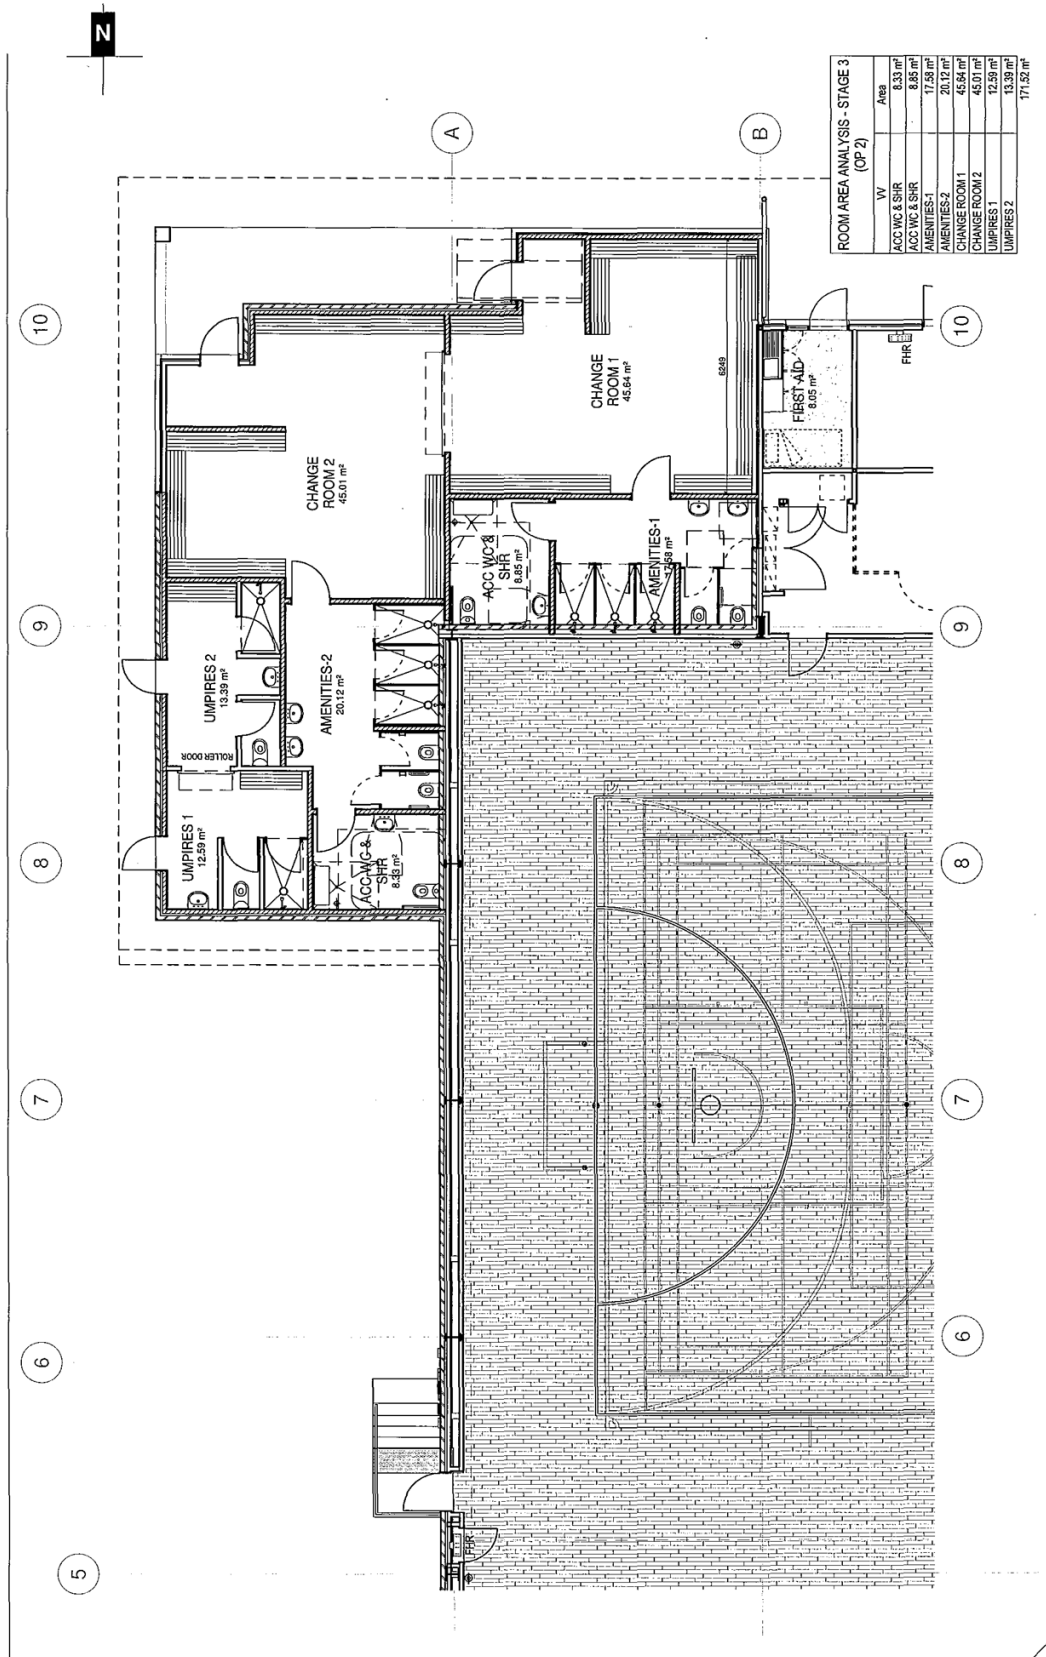 N
10
9
8
7
6
5
A
B
ROOM AREA ANALYSIS - STAGE 3
(OP 2)
VV Area
ACC WC & SHR 8.33 m²
ACC WC & SHR 8.85 m²
AMENITIES-1 17.58 m²
AMENITIES-2 20.12 m²
CHANGE ROOM 1 45.64 m²
CHANGE ROOM 2 45.01 m²
UMPIRES 1 12.59 m²
UMPIRES 2 13.39 m²
171.52 m²
UMPIRES 1
12.59 m²
UMPIRES 2
13.39 m²
ROLLER DOOR
CHANGE
ROOM 2
45.01 m²
AMENITIES-2
20.12 m²
ACC WC &
SHR
8.33 m²
CHANGE
ROOM 1
45.64 m²
6249
ACC WC &
SHR
8.85 m²
AMENITIES-1
17.58 m²
FIRST AID
8.05 m²
FHR
FHR
10
9
8
7
6